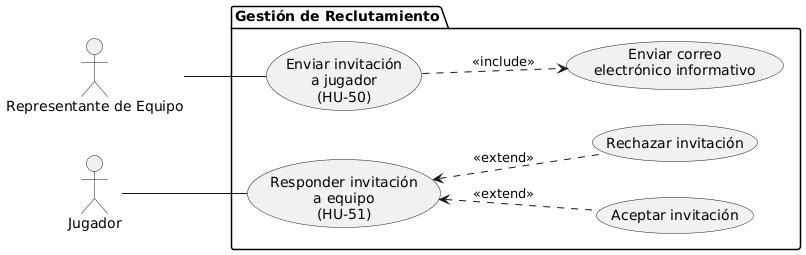 Gestión de Reclutamiento
Representante de Equipo
Enviar invitación
a jugador
(HU-50)
«include»
Enviar correo
electrónico informativo
Jugador
Responder invitación
a equipo
(HU-51)
«extend»
Rechazar invitación
«extend»
Aceptar invitación